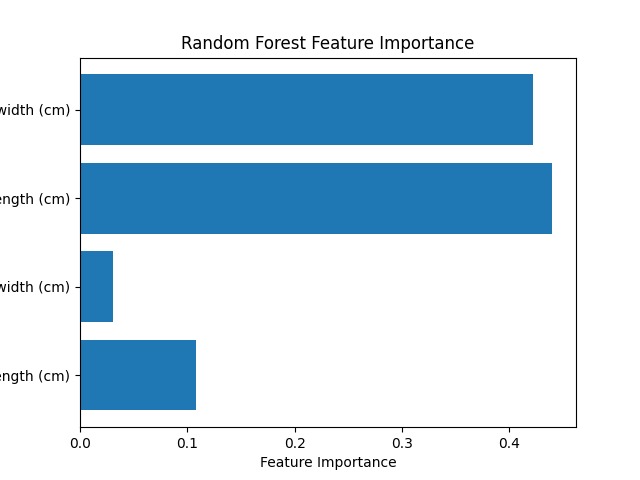 Random Forest Feature Importance
width (cm)
ength (cm)
width (cm)
ength (cm)
0.0 0.1 0.2 0.3 0.4
Feature Importance